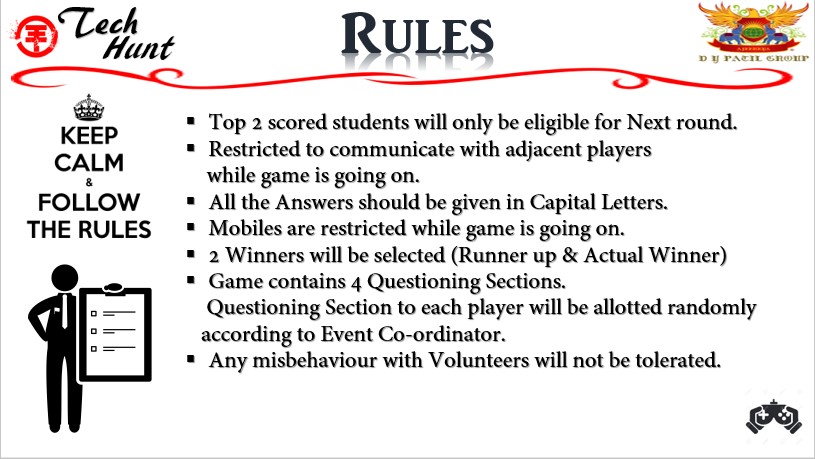 Tech
Hunt
RULES
D Y PATIL GROUP
KEEP
CALM
&
FOLLOW
THE RULES
▪ Top 2 scored students will only be eligible for Next round.
▪ Restricted to communicate with adjacent players
while game is going on.
▪ All the Answers should be given in Capital Letters.
▪ Mobiles are restricted while game is going on.
▪ 2 Winners will be selected (Runner up & Actual Winner)
▪ Game contains 4 Questioning Sections.
Questioning Section to each player will be allotted randomly
according to Event Co-ordinator.
▪ Any misbehaviour with Volunteers will not be tolerated.